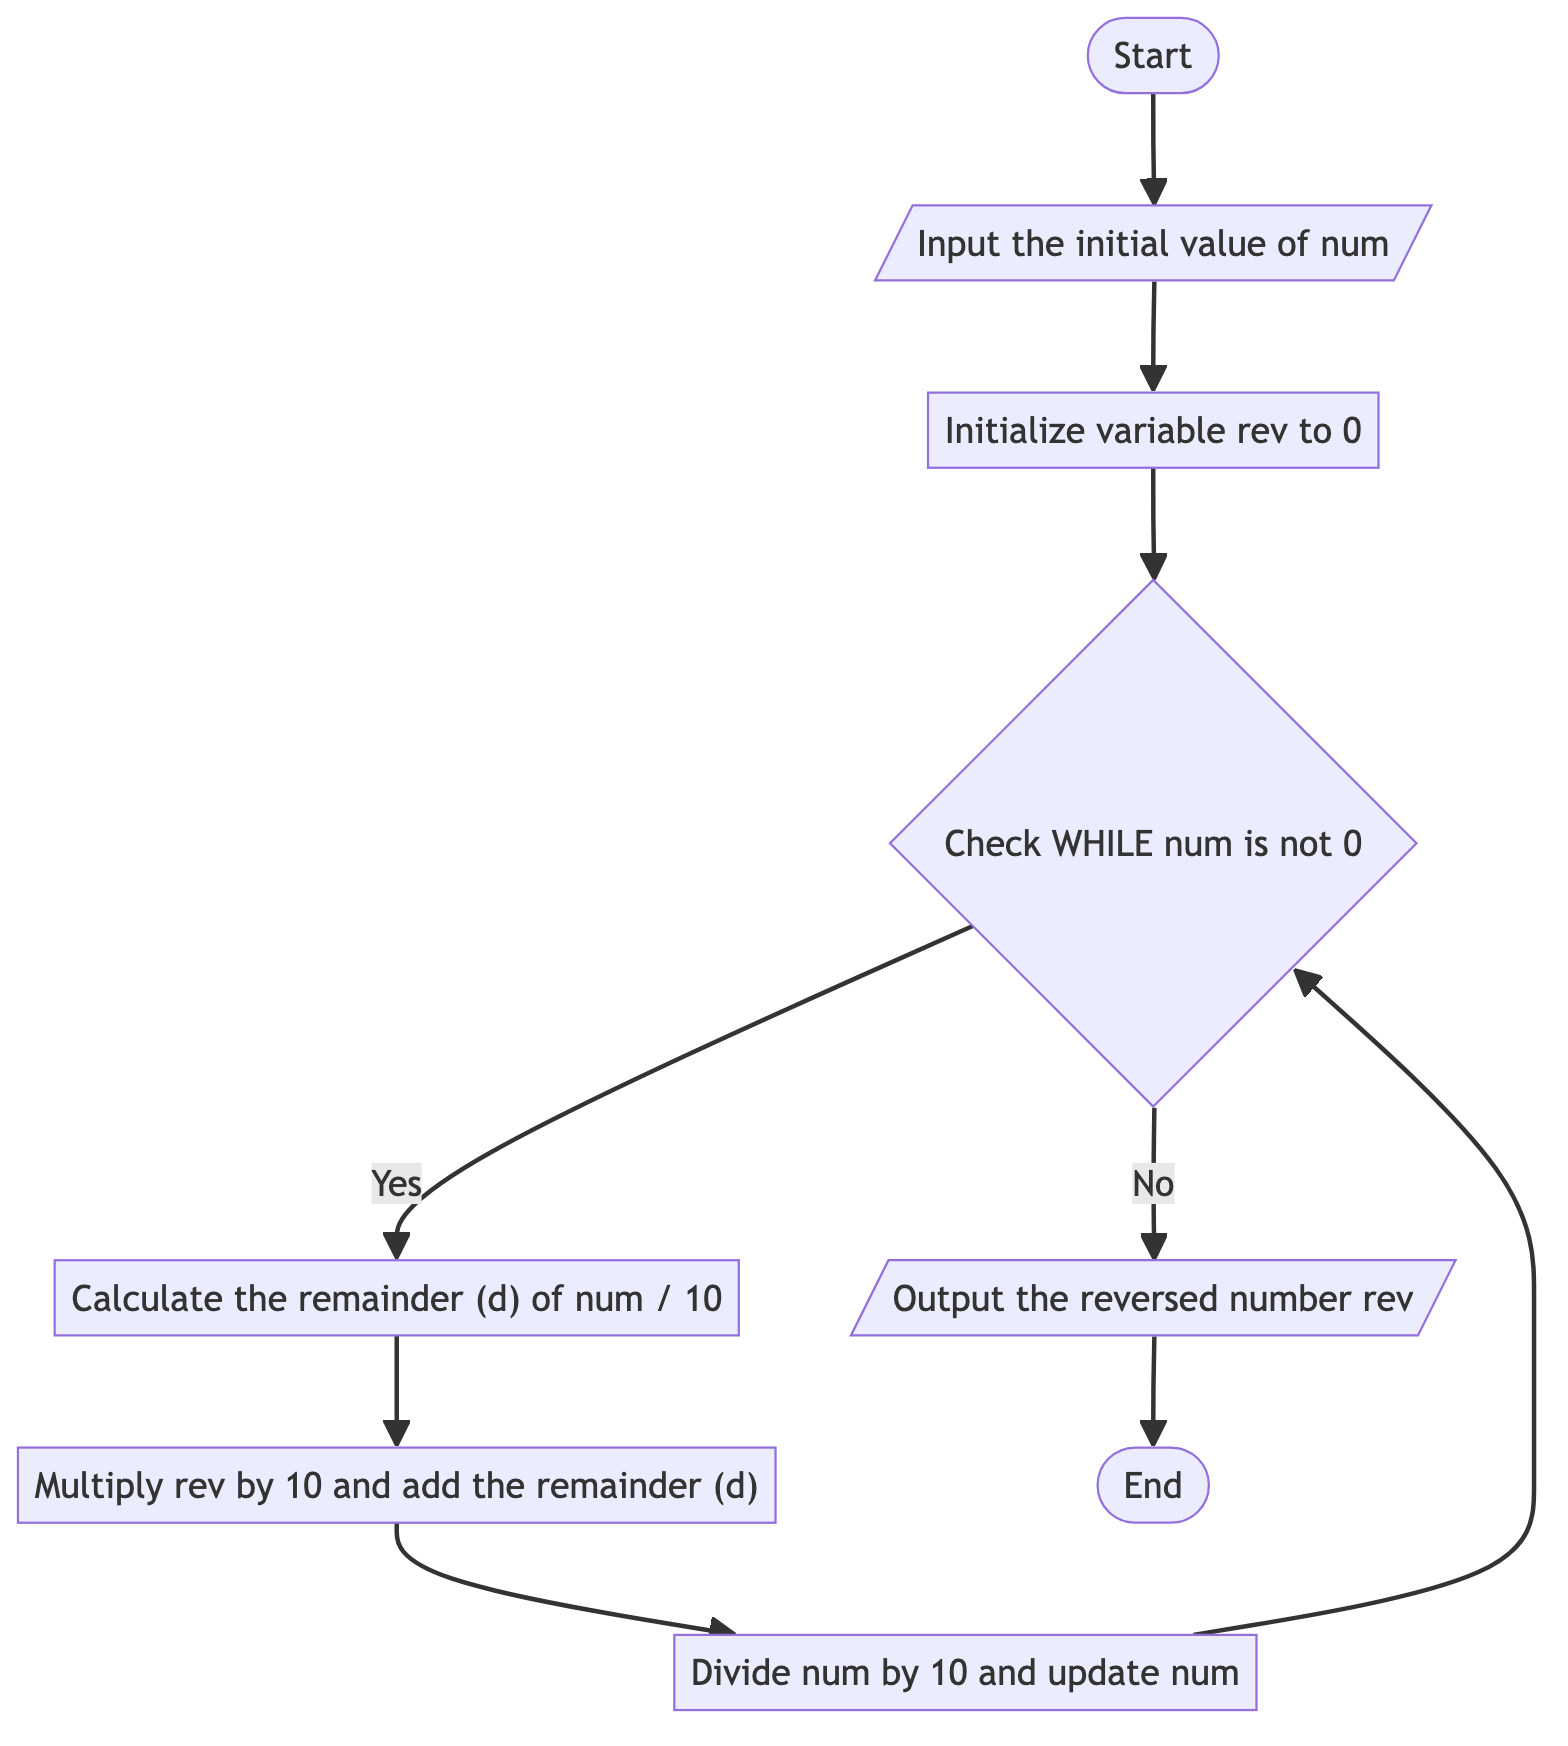 Start
Input the initial value of num
Initialize variable rev to 0
Check WHILE num is not 0
Yes
No
Calculate the remainder (d) of num / 10
Output the reversed number rev
Multiply rev by 10 and add the remainder (d)
End
Divide num by 10 and update num